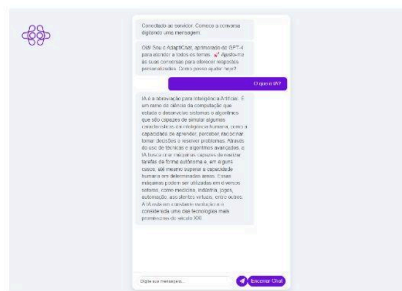 Conectado ao servidor. Comece a conversa
digitando uma mensagem.
Olá! Sou o AdaptiChat, aprimorado do GPT-4
para atender a todos os temas. 🚀 Ajusto-me
às suas conversas para oferecer respostas
personalizadas. Como posso ajudar hoje?
O que é IA?
IA é a abreviação para Inteligência Artificial. É
um ramo da ciência da computação que
estuda e desenvolve sistemas e algoritmos
que são capazes de simular algumas
características da inteligência humana, como a
capacidade de aprender, perceber, raciocinar,
tomar decisões e resolver problemas. Através
do uso de técnicas e algoritmos avançados, a
IA busca criar máquinas capazes de realizar
tarefas de forma autônoma e, em alguns
casos, até mesmo superar a capacidade
humana em determinadas áreas. Essas
máquinas podem ser utilizadas em diversos
setores, como medicina, indústria, jogos,
automação, assistentes virtuais, entre outros.
A IA está em constante evolução e é
considerada uma das tecnologias mais
promissoras do século XXI.
Digite sua mensagem...
Encerrar Chat